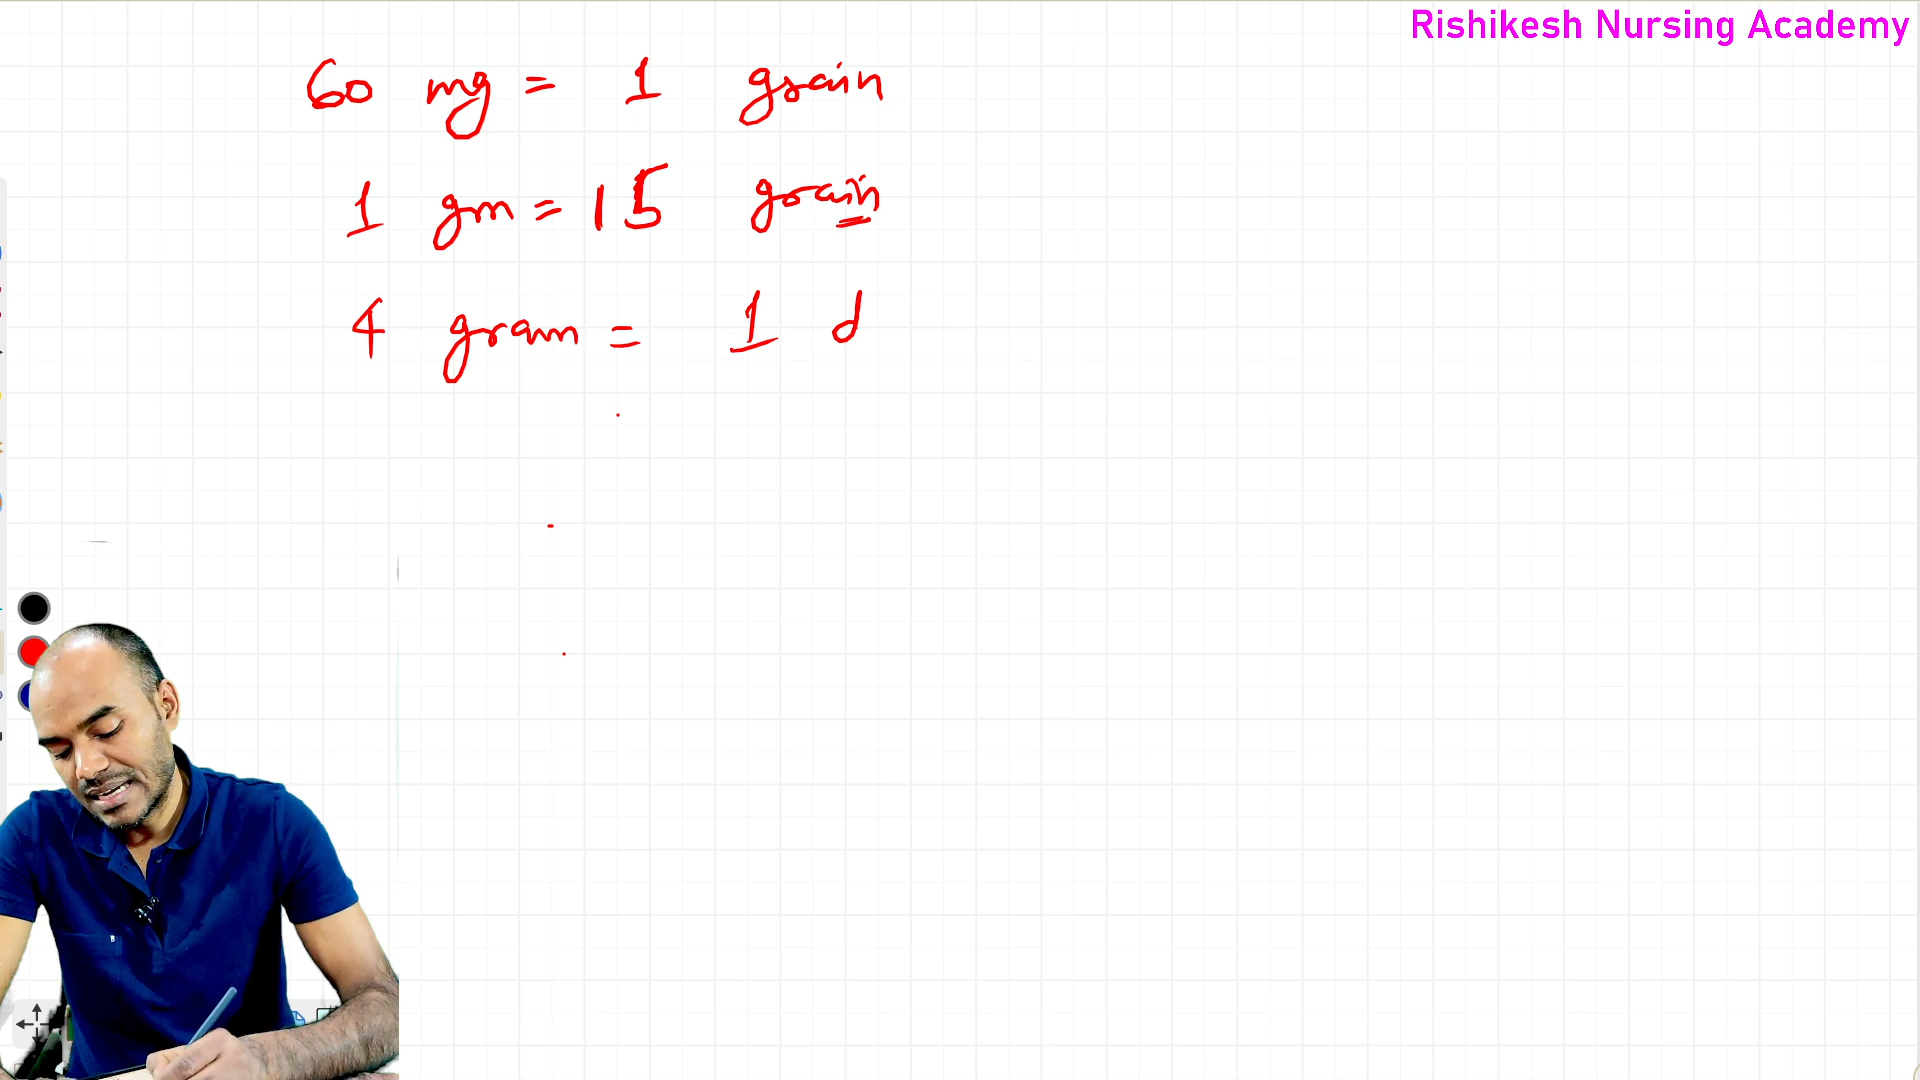 Rishikesh Nursing Academy
60 mg = 1 grain
1 gm = 15 grain
4 gram = 1 d